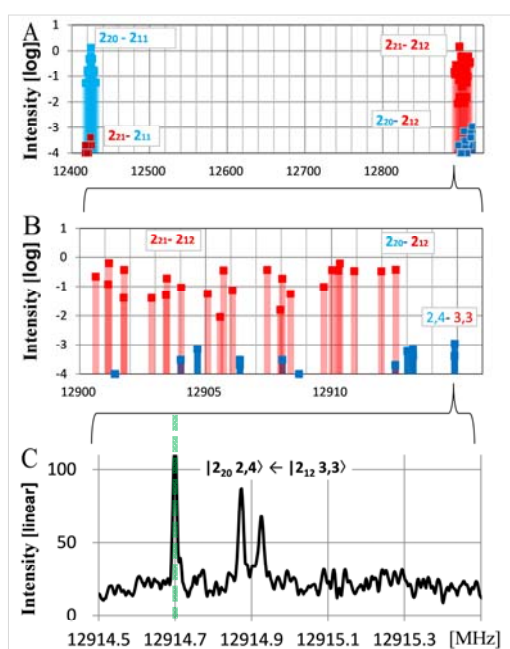 A
Intensity [log]
1
0
-1
-2
-3
-4
2₂₀ - 2₁₁
2₂₁- 2₁₂
2₂₁- 2₁₁
2₂₀- 2₁₂
12400 12500 12600 12700 12800
B
Intensity [log]
1
0
-1
-2
-3
-4
2₂₁- 2₁₂
2₂₀- 2₁₂
2,4- 3,3
12900 12905 12910
C
Intensity [linear]
100
50
0
|2₂₀ 2,4⟩ ← |2₁₂ 3,3⟩
12914.5 12914.7 12914.9 12915.1 12915.3 [MHz]